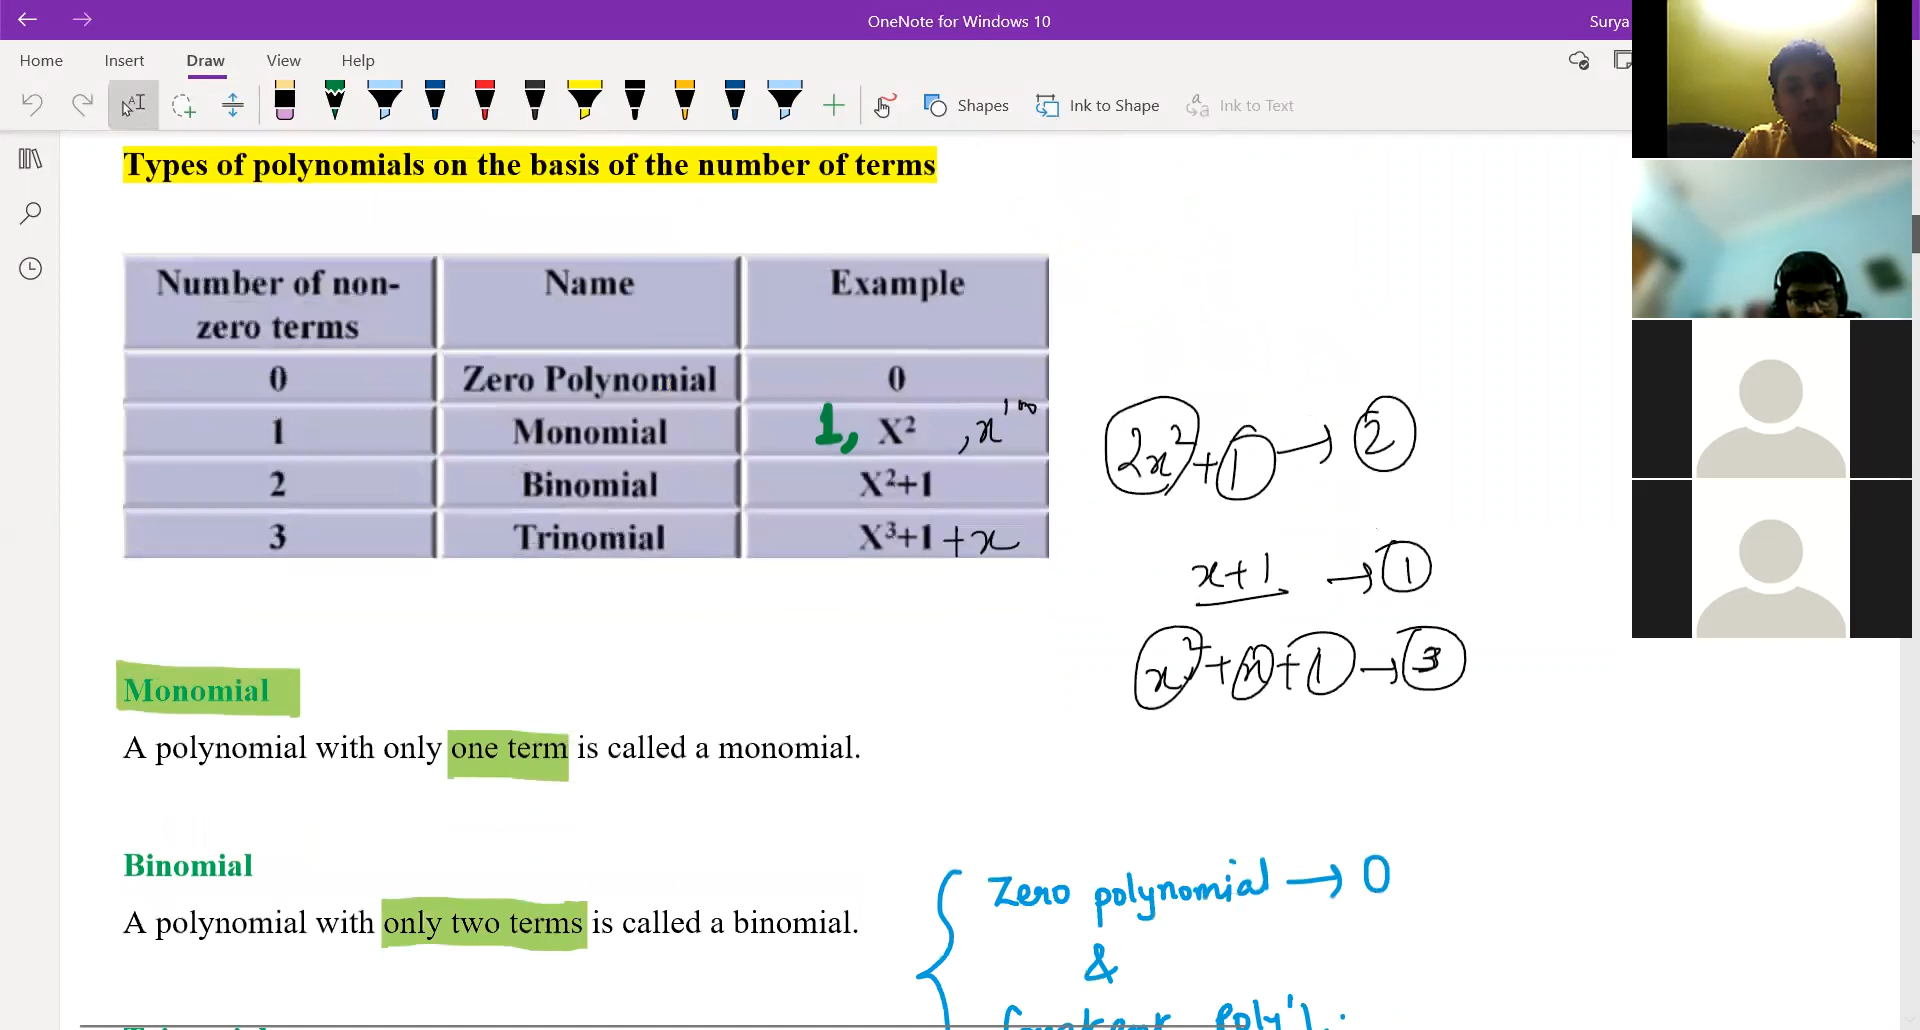 OneNote for Windows 10
Surya
Home Insert Draw View Help
Shapes Ink to Shape Ink to Text
Types of polynomials on the basis of the number of terms
Number of non-zero terms Name Example
0 Zero Polynomial 0
1 Monomial 1, X² , x¹⁰⁰
2 Binomial X²+1
3 Trinomial X³+1 +x
2x²+1 → 2
x+1 → 1
x²+x+1 → 3
Monomial
A polynomial with only one term is called a monomial.
Binomial
A polynomial with only two terms is called a binomial.
Zero polynomial → 0
&
Constant Poly'l